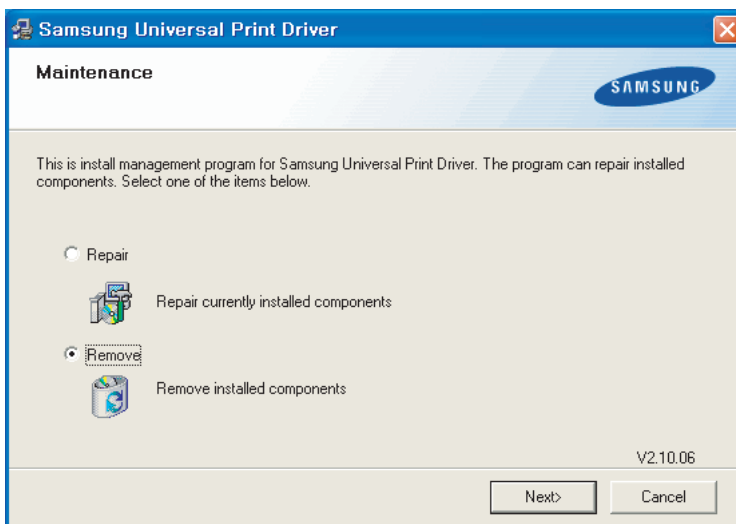 Samsung Universal Print Driver
Maintenance
SAMSUNG
This is install management program for Samsung Universal Print Driver. The program can repair installed
components. Select one of the items below.
Repair
Repair currently installed components
Remove
Remove installed components
V2.10.06
Next>
Cancel